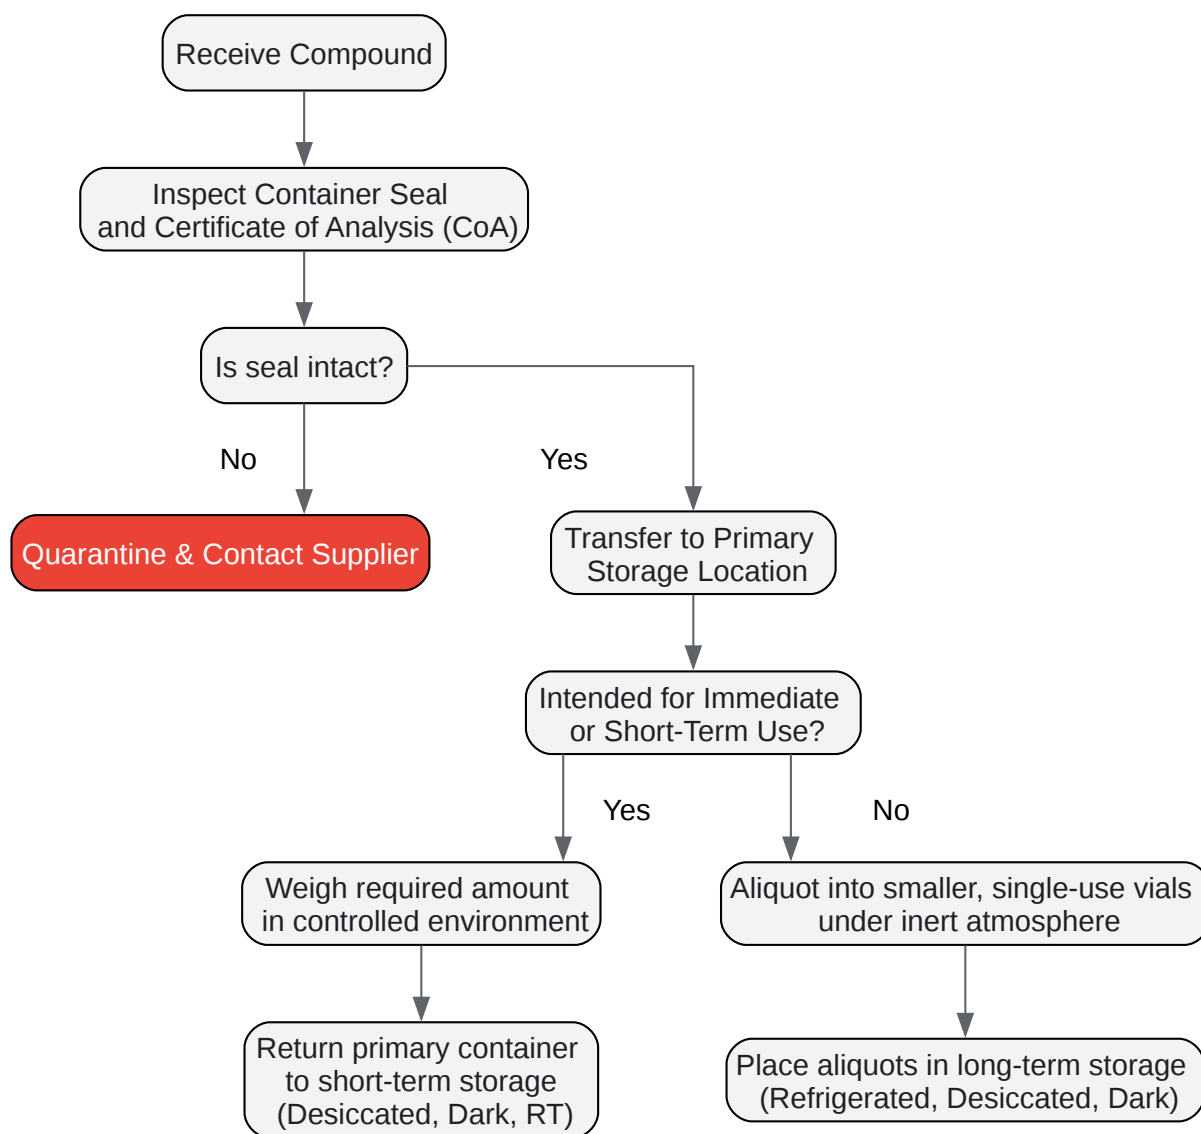 Receive Compound
Inspect Container Seal
and Certificate of Analysis (CoA)
Is seal intact?
No
Yes
Quarantine & Contact Supplier
Transfer to Primary
Storage Location
Intended for Immediate
or Short-Term Use?
Yes
No
Weigh required amount
in controlled environment
Aliquot into smaller, single-use vials
under inert atmosphere
Return primary container
to short-term storage
(Desiccated, Dark, RT)
Place aliquots in long-term storage
(Refrigerated, Desiccated, Dark)